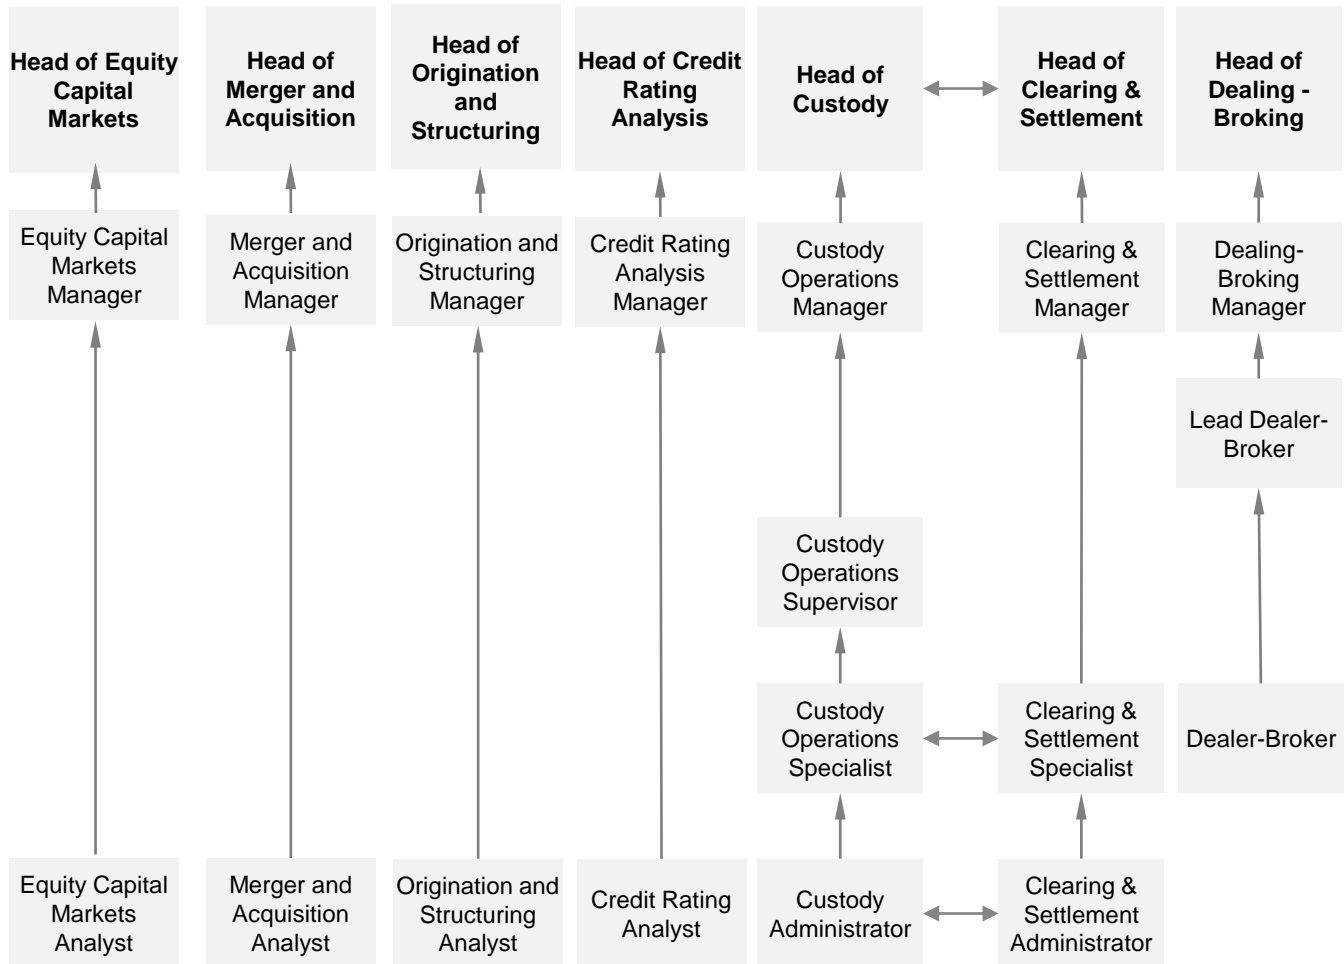 Head of Equity
Capital
Markets
Head of
Merger and
Acquisition
Head of
Origination
and
Structuring
Head of Credit
Rating
Analysis
Head of
Custody
Head of
Clearing &
Settlement
Head of
Dealing -
Broking
Equity Capital
Markets
Manager
Merger and
Acquisition
Manager
Origination and
Structuring
Manager
Credit Rating
Analysis
Manager
Custody
Operations
Manager
Clearing &
Settlement
Manager
Dealing-
Broking
Manager
Lead Dealer-
Broker
Custody
Operations
Supervisor
Custody
Operations
Specialist
Clearing &
Settlement
Specialist
Dealer-Broker
Equity Capital
Markets
Analyst
Merger and
Acquisition
Analyst
Origination and
Structuring
Analyst
Credit Rating
Analyst
Custody
Administrator
Clearing &
Settlement
Administrator